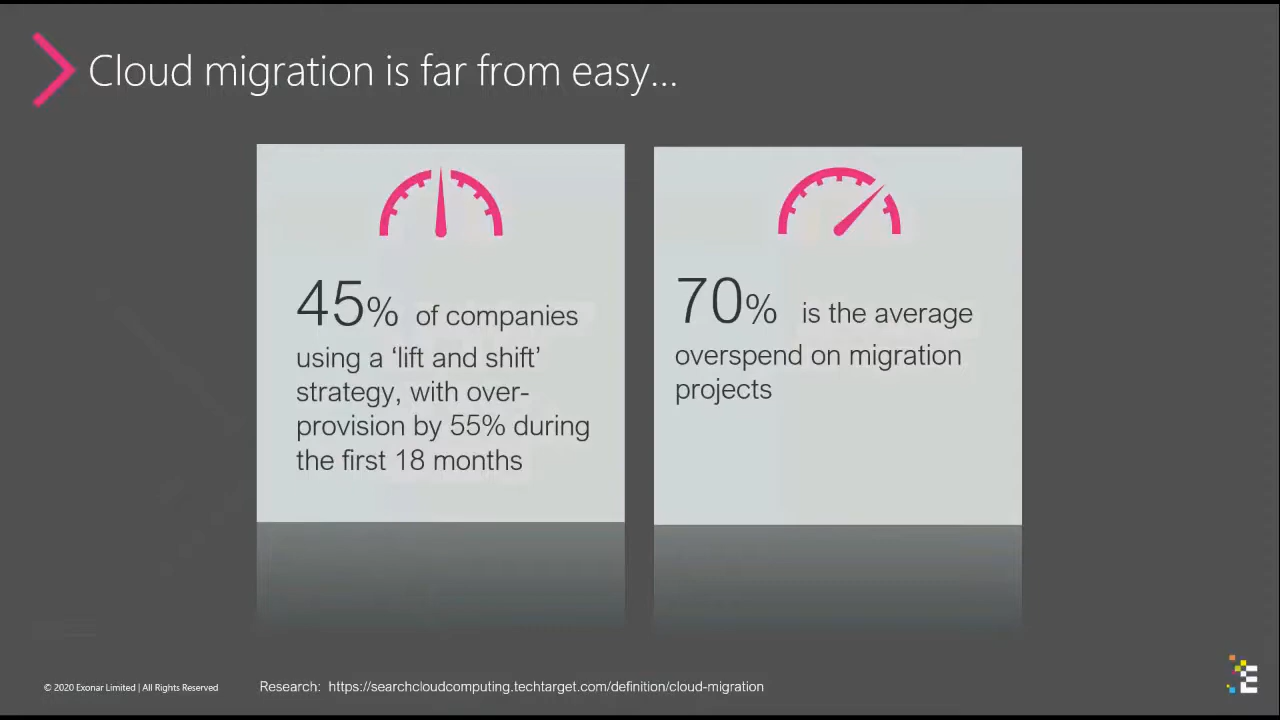 Cloud migration is far from easy...
45% of companies
using a ‘lift and shift’
strategy, with over-
provision by 55% during
the first 18 months
70% is the average
overspend on migration
projects
© 2020 Exonar Limited | All Rights Reserved
Research: https://searchcloudcomputing.techtarget.com/definition/cloud-migration